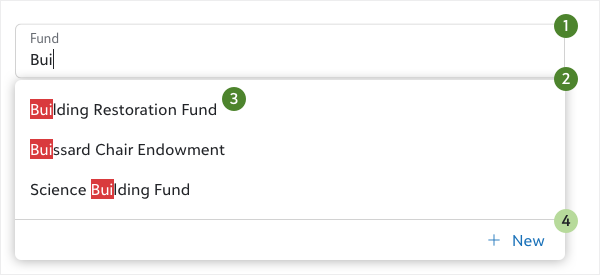 1
Fund
Bui
2
Building Restoration Fund 3
Buissard Chair Endowment
Science Building Fund
4
+ New